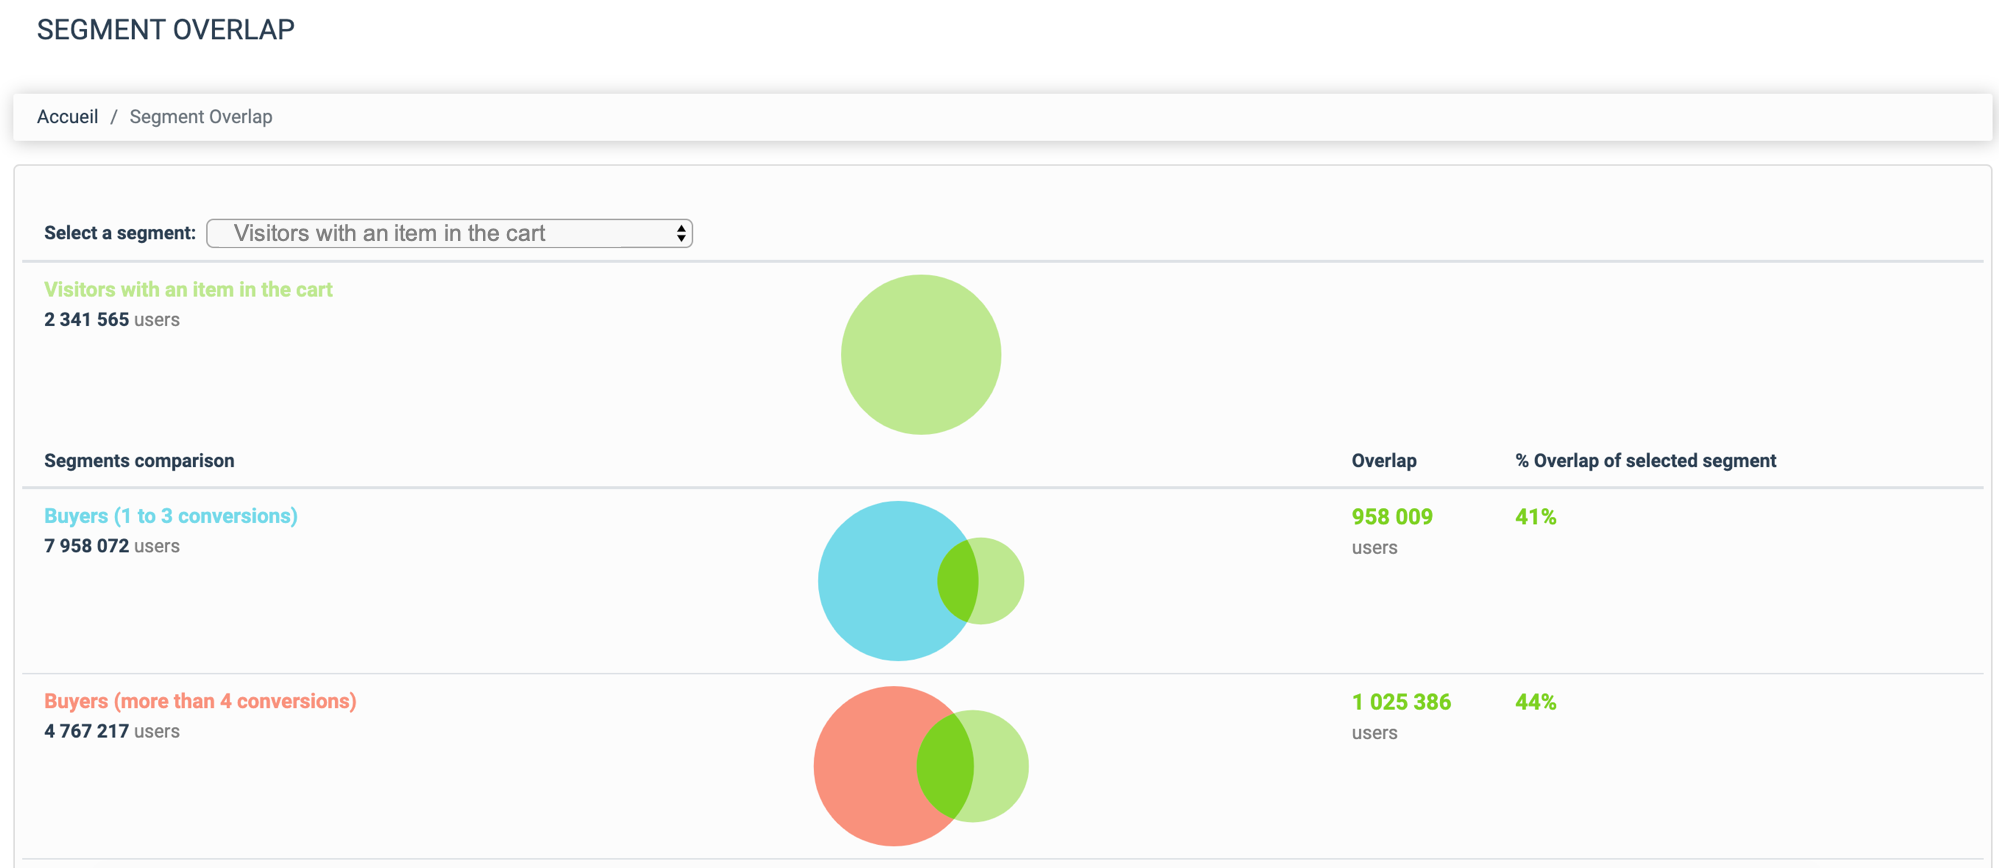 SEGMENT OVERLAP
Accueil / Segment Overlap
Select a segment: Visitors with an item in the cart
Visitors with an item in the cart
2 341 565 users
Segments comparison Overlap % Overlap of selected segment
Buyers (1 to 3 conversions) 958 009 41%
7 958 072 users users
Buyers (more than 4 conversions) 1 025 386 44%
4 767 217 users users